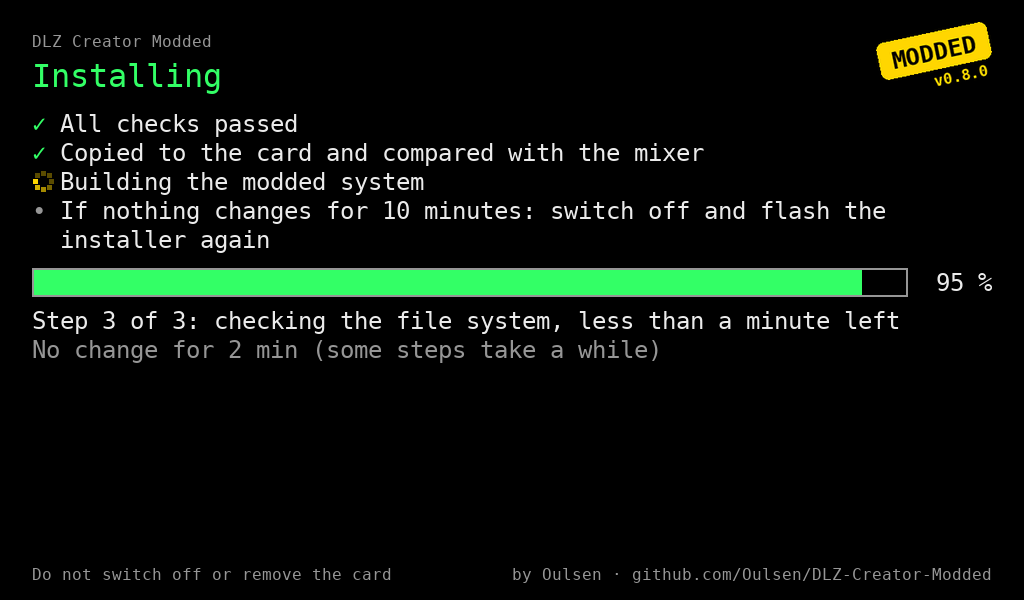 DLZ Creator Modded
MODDED
v0.8.0
Installing
✓ All checks passed
✓ Copied to the card and compared with the mixer
Building the modded system
• If nothing changes for 10 minutes: switch off and flash the
installer again
95 %
Step 3 of 3: checking the file system, less than a minute left
No change for 2 min (some steps take a while)
Do not switch off or remove the card
by Oulsen · github.com/Oulsen/DLZ-Creator-Modded